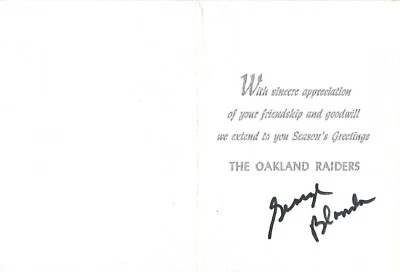 With sincere appreciation
of your friendship and goodwill
we extend to you Season's Greetings
THE OAKLAND RAIDERS
George
Blanda